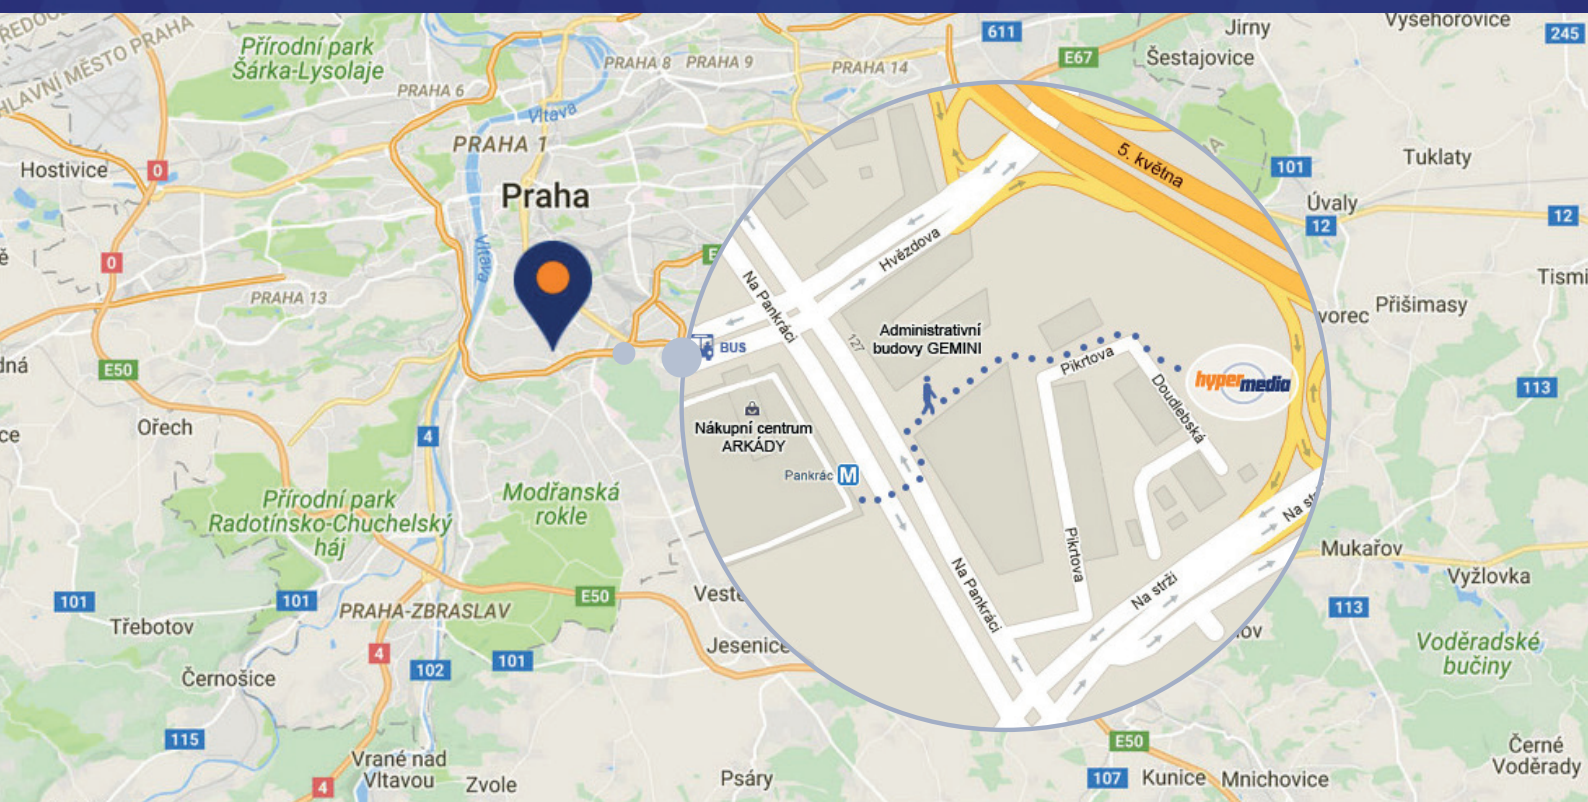 Přírodní park
Šárka-Lysolaje
HLAVNÍ MĚSTO PRAHA
PRAHA 8
PRAHA 9
PRAHA 14
PRAHA 6
611
E67
Jirny
Šestajovice
Vyšehořovice
245
Vltava
PRAHA 1
Praha
Hostivice
0
0
Vltava
PRAHA 13
5. května
101
Tuklaty
Úvaly
12
12
Hvězdova
Na Pankráci
127
Přišimasy
BUS
Administrativní
budovy GEMINI
Pikrtova
Doudlebská
hypermedia
113
E50
Ořech
4
Nákupní centrum
ARKÁDY
Pankrác M
Přírodní park
Radotínsko-Chuchelský
háj
Modřanská
rokle
Pikrtova
Na Pankráci
Na strži
Mukařov
Vyžlovka
101
101
PRAHA-ZBRASLAV
E50
Třebotov
4
102
101
Jesenice
113
Voděradské
bučiny
Černošice
115
Vrané nad
Vltavou
4
Zvole
Psáry
E50
107
Kunice
Mnichovice
Černé
Voděrady